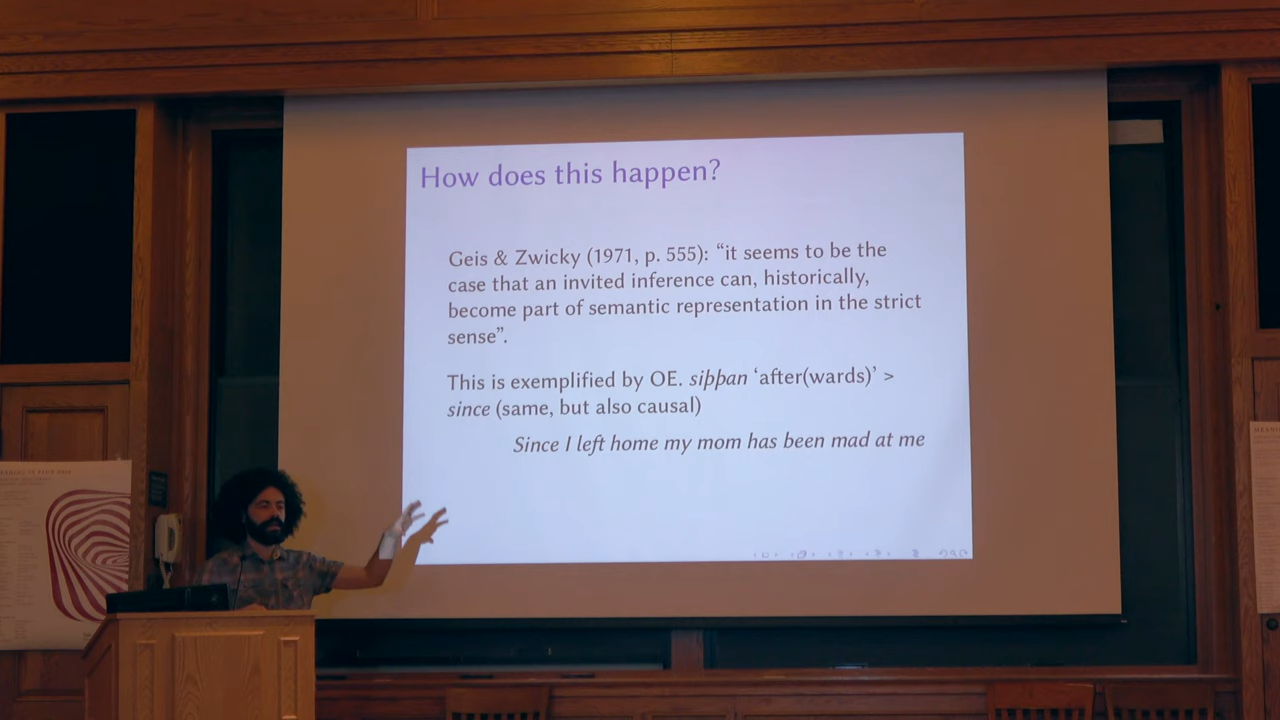 How does this happen?
Geis & Zwicky (1971, p. 555): “it seems to be the
case that an invited inference can, historically,
become part of semantic representation in the strict
sense”.
This is exemplified by OE. siþþan ‘after(wards)’ >
since (same, but also causal)
Since I left home my mom has been mad at me